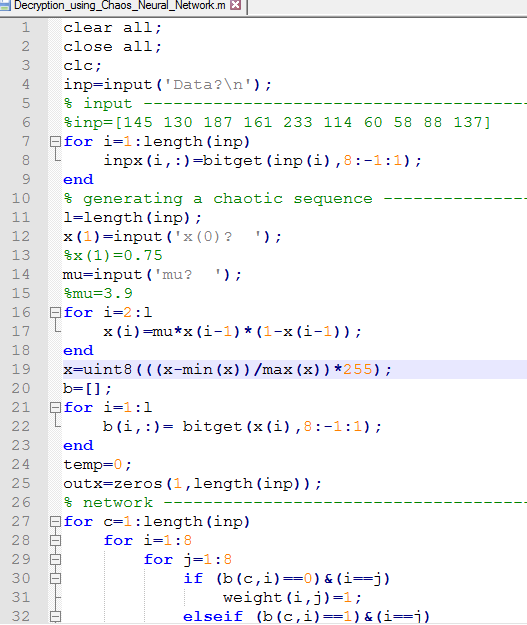 Decryption_using_Chaos_Neural_Network.m
1 clear all;
2 close all;
3 clc;
4 inp=input('Data?\n');
5 % input ---------------------------------------
6 %inp=[145 130 187 161 233 114 60 58 88 137]
7 for i=1:length(inp)
8     inpx(i,:)=bitget(inp(i),8:-1:1);
9 end
10 % generating a chaotic sequence ---------------
11 l=length(inp);
12 x(1)=input('x(0)?  ');
13 %x(1)=0.75
14 mu=input('mu?  ');
15 %mu=3.9
16 for i=2:l
17     x(i)=mu*x(i-1)*(1-x(i-1));
18 end
19 x=uint8(((x-min(x))/max(x))*255);
20 b=[];
21 for i=1:l
22     b(i,:)= bitget(x(i),8:-1:1);
23 end
24 temp=0;
25 outx=zeros(1,length(inp));
26 % network -------------------------------------
27 for c=1:length(inp)
28     for i=1:8
29         for j=1:8
30             if (b(c,i)==0)&(i==j)
31                 weight(i,j)=1;
32             elseif (b(c,i)==1)&(i==j)